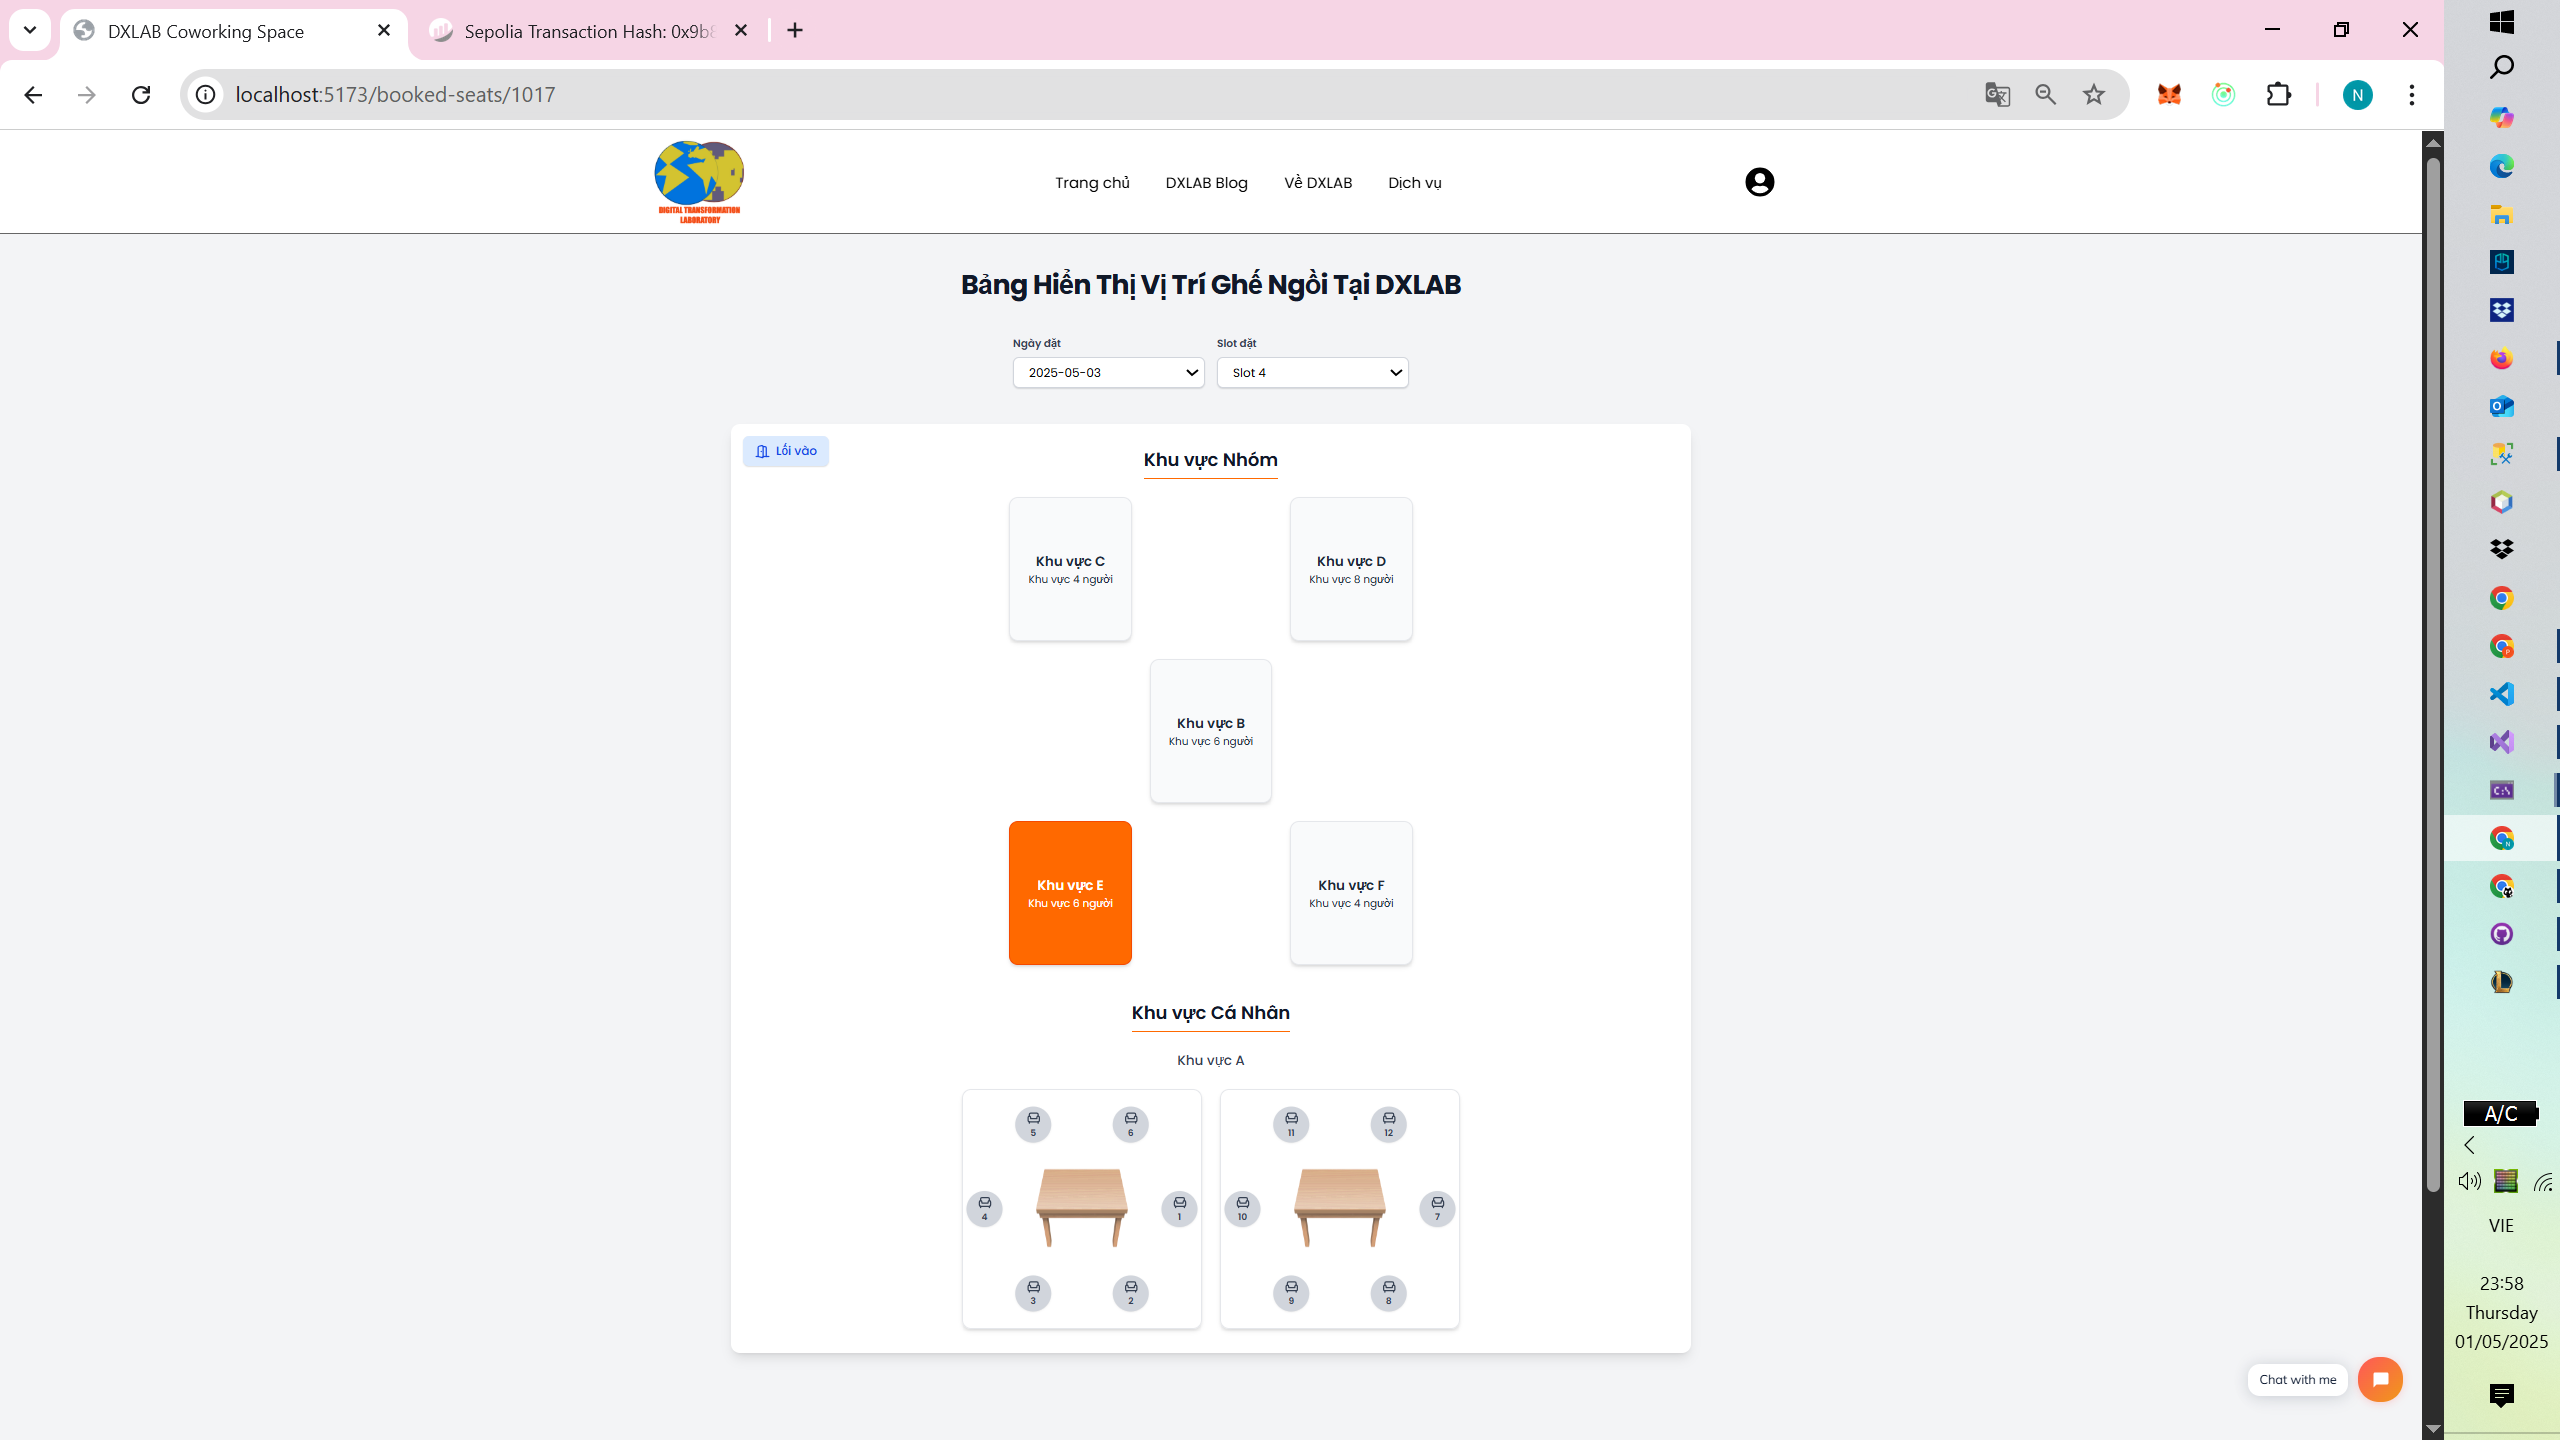 DXLAB Coworking Space
Sepolia Transaction Hash: 0x9b8
localhost:5173/booked-seats/1017
N
DIGITAL TRANSFORMATION
LABORATORY
Trang chủ
DXLAB Blog
Về DXLAB
Dịch vụ
Bảng Hiển Thị Vị Trí Ghế Ngồi Tại DXLAB
Ngày đặt
Slot đặt
2025-05-03
Slot 4
Lối vào
Khu vực Nhóm
Khu vực C
Khu vực 4 người
Khu vực D
Khu vực 8 người
Khu vực B
Khu vực 6 người
Khu vực E
Khu vực 6 người
Khu vực F
Khu vực 4 người
Khu vực Cá Nhân
Khu vực A
5
6
4
1
3
2
11
12
10
7
9
8
Chat with me
A/C
VIE
23:58
Thursday
01/05/2025